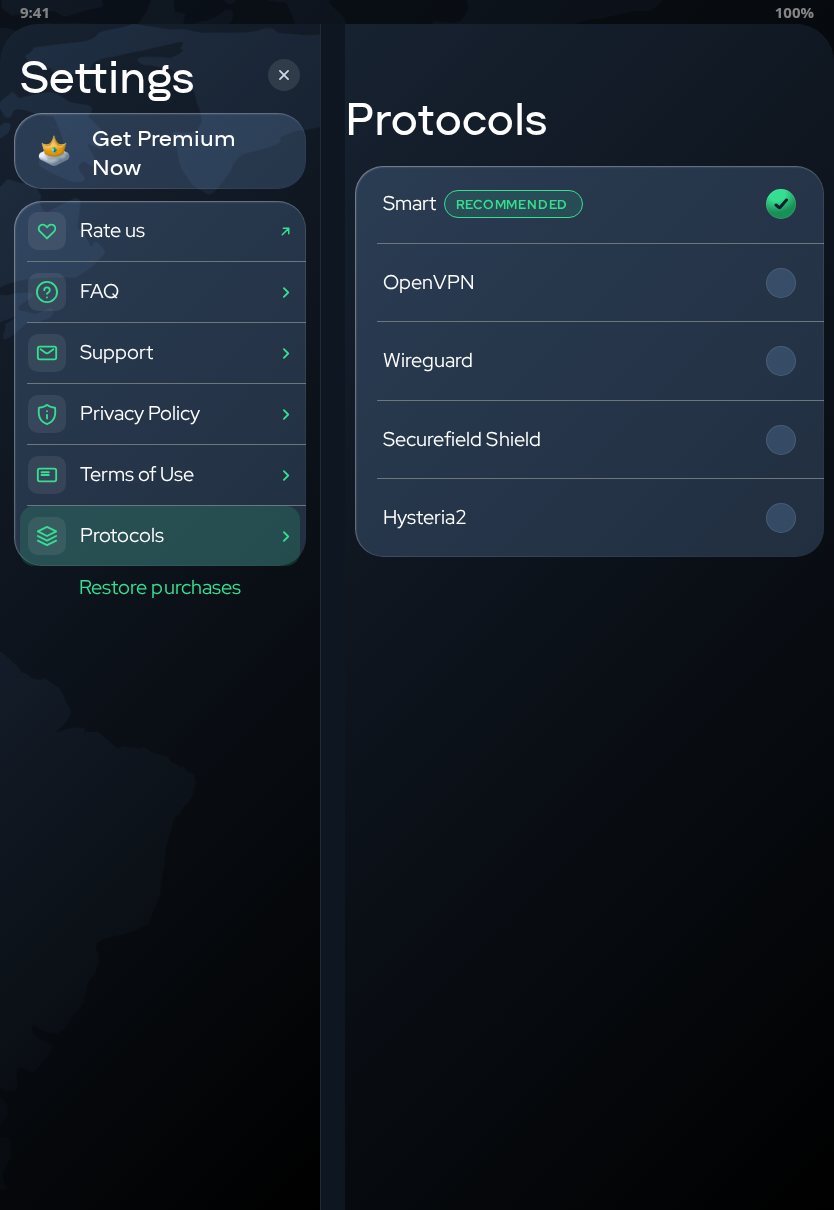 9:41
100%
Settings
Get Premium
Now
Rate us
FAQ
Support
Privacy Policy
Terms of Use
Protocols
Restore purchases
Protocols
Smart RECOMMENDED
OpenVPN
Wireguard
Securefield Shield
Hysteria2